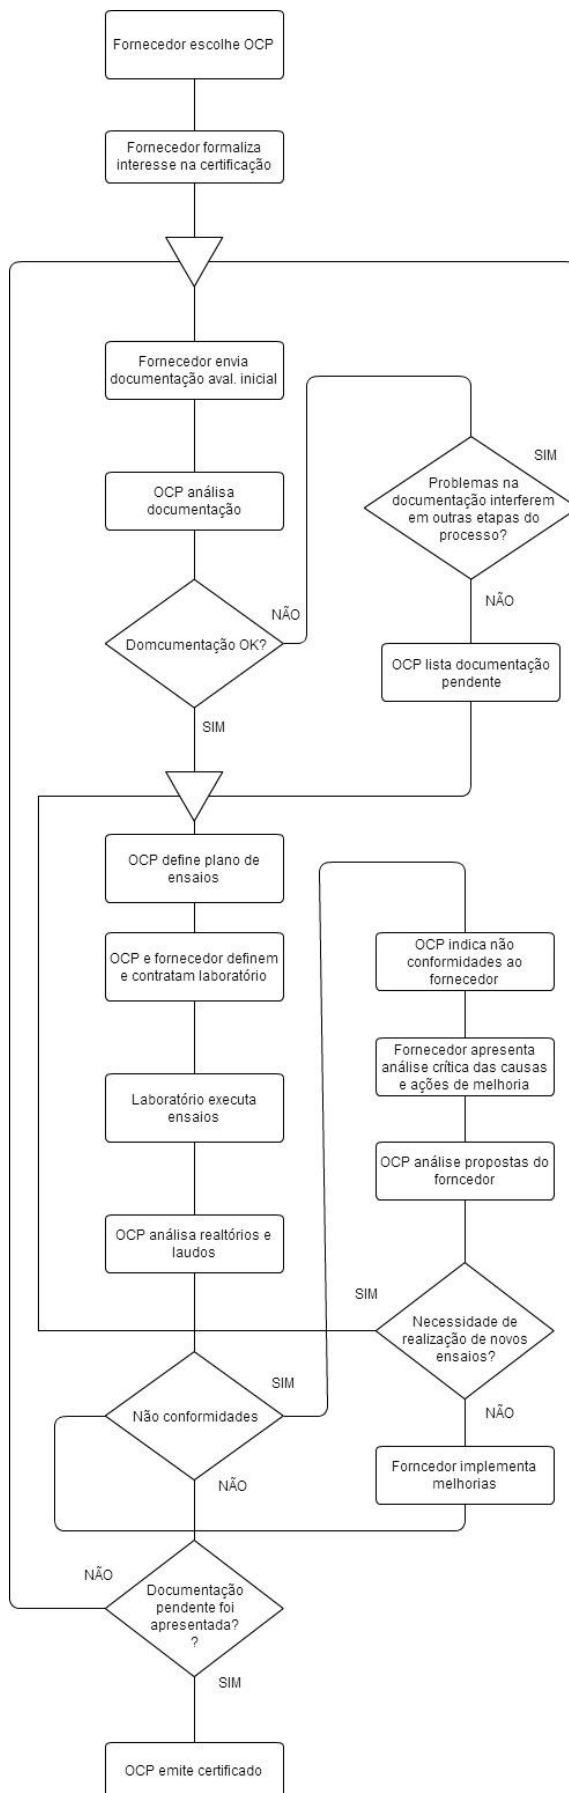 Fornecedor escolhe OCP
Fornecedor formaliza
interesse na certificação
Fornecedor envia
documentação aval. inicial
OCP análisa
documentação
Domcumentação OK?
NÃO
SIM
Problemas na
documentação interferem
em outras etapas do
processo?
SIM
NÃO
OCP lista documentação
pendente
OCP define plano de
ensaios
OCP e fornecedor definem
e contratam laboratório
Laboratório executa
ensaios
OCP análisa realtórios e
laudos
Não conformidades
SIM
NÃO
OCP indica não
conformidades ao
fornecedor
Fornecedor apresenta
análise crítica das causas
e ações de melhoria
OCP análise propostas do
forncedor
SIM
Necessidade de
realização de novos
ensaios?
NÃO
Forncedor implementa
melhorias
NÃO
Documentação
pendente foi
apresentada?
?
SIM
OCP emite certificado